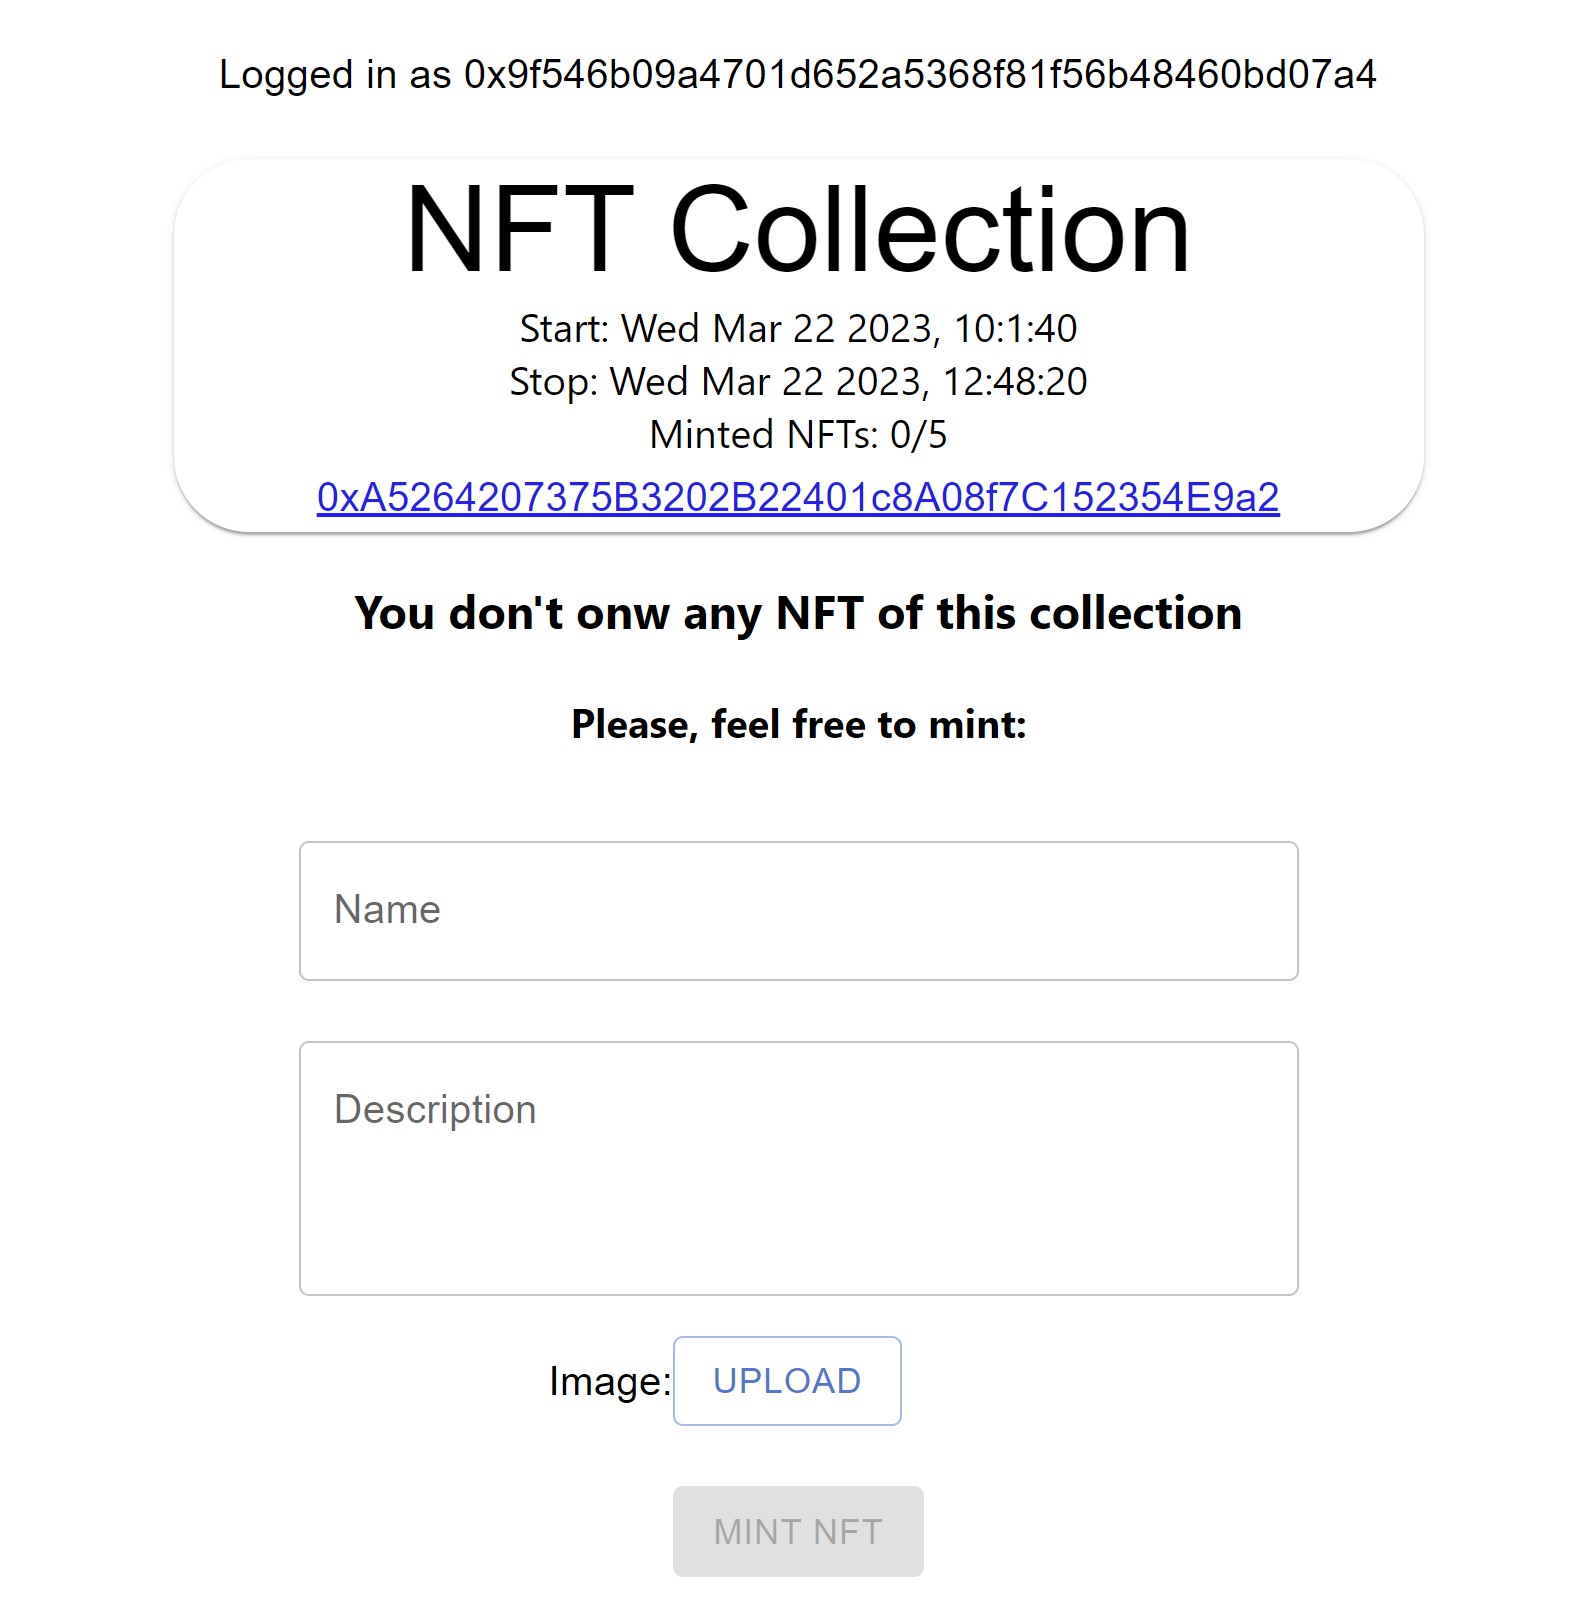 Logged in as 0x9f546b09a4701d652a5368f81f56b48460bd07a4
NFT Collection
Start: Wed Mar 22 2023, 10:1:40
Stop: Wed Mar 22 2023, 12:48:20
Minted NFTs: 0/5
0xA5264207375B3202B22401c8A08f7C152354E9a2
You don't onw any NFT of this collection
Please, feel free to mint:
Name
Description
Image: UPLOAD
MINT NFT